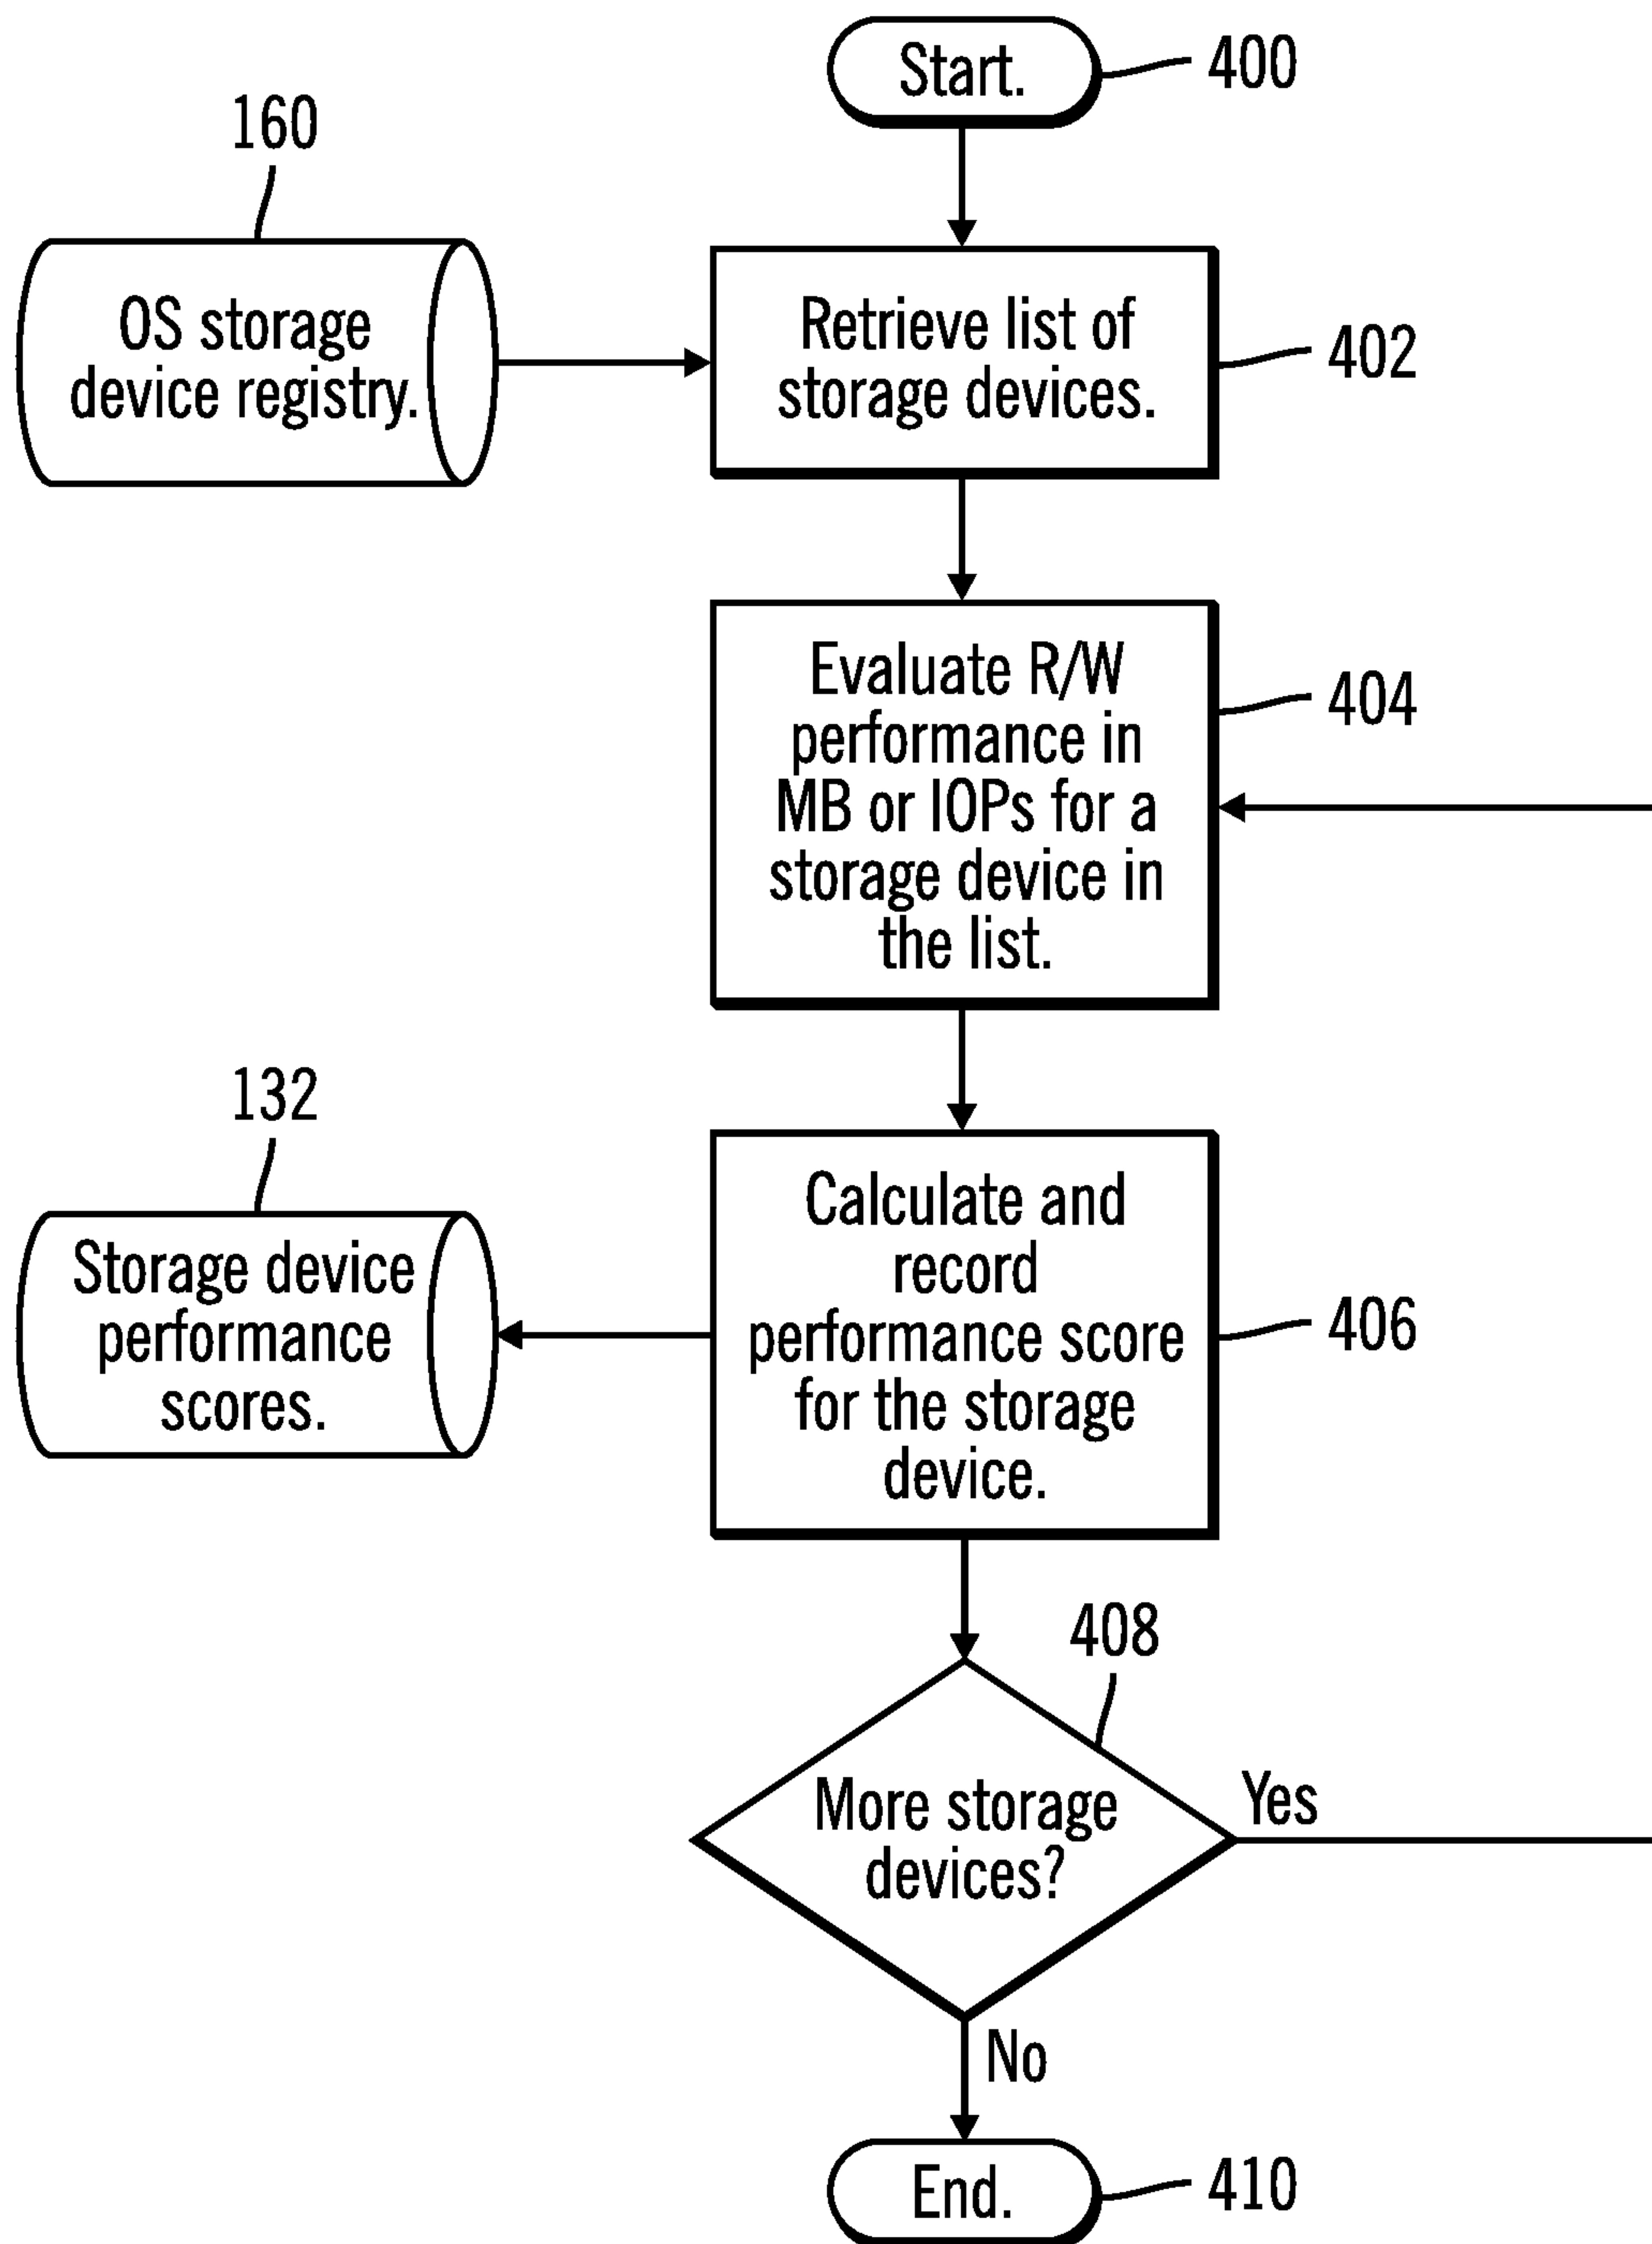 Start.
400
160
OS storage
device registry.
Retrieve list of
storage devices.
402
Evaluate R/W
performance in
MB or IOPs for a
storage device in
the list.
404
132
Storage device
performance
scores.
Calculate and
record
performance score
for the storage
device.
406
408
More storage
devices?
Yes
No
End.
410